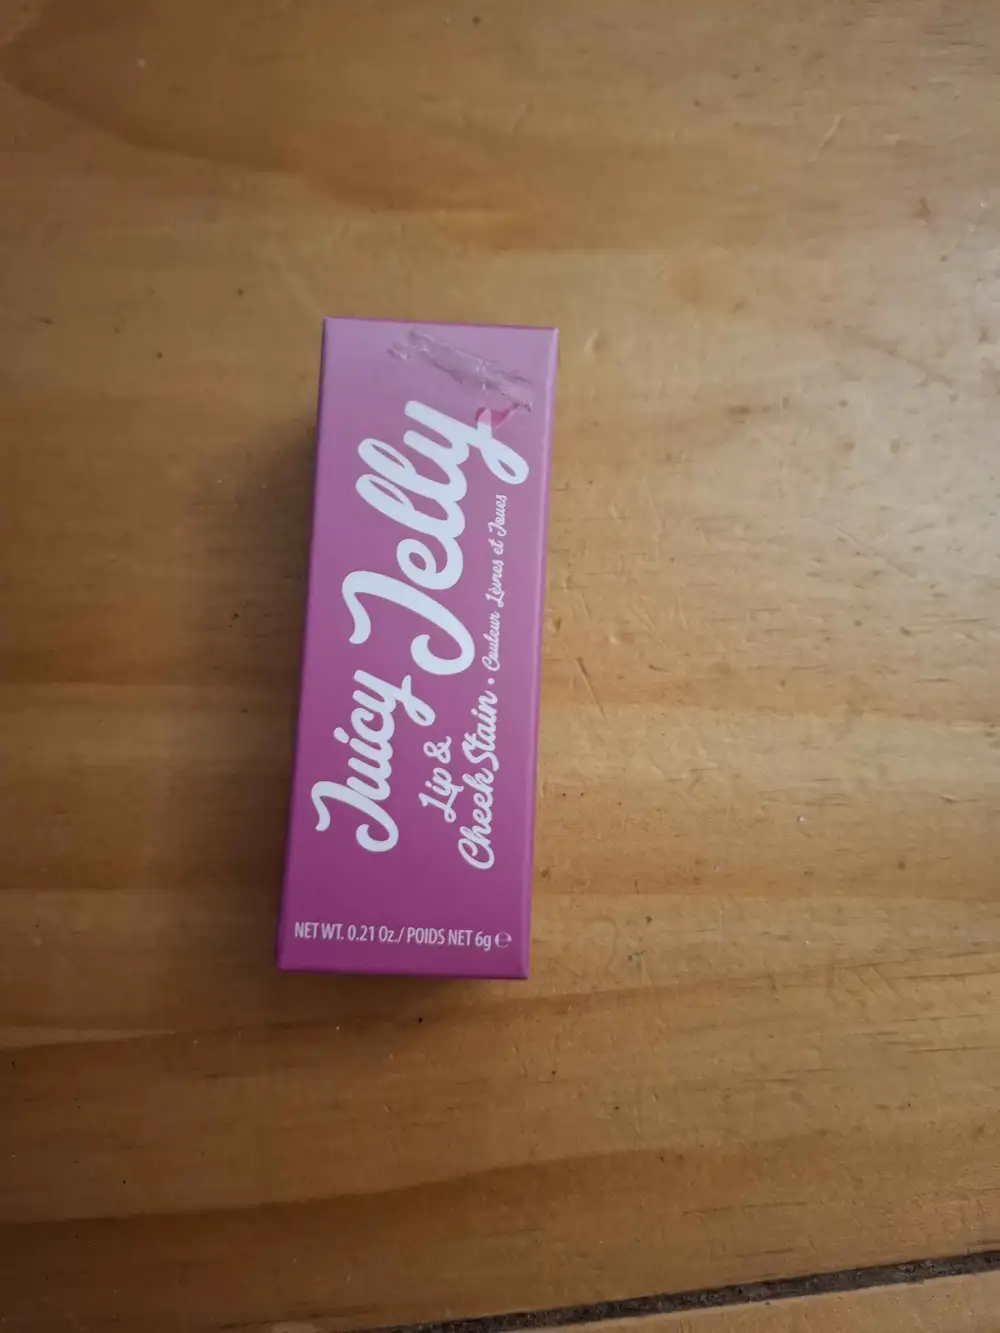 Juicy Jelly
Lip &
Cheek Stain • Couleur Lèvres et Joues
NET WT. 0.21 Oz./ POIDS NET 6g ℮